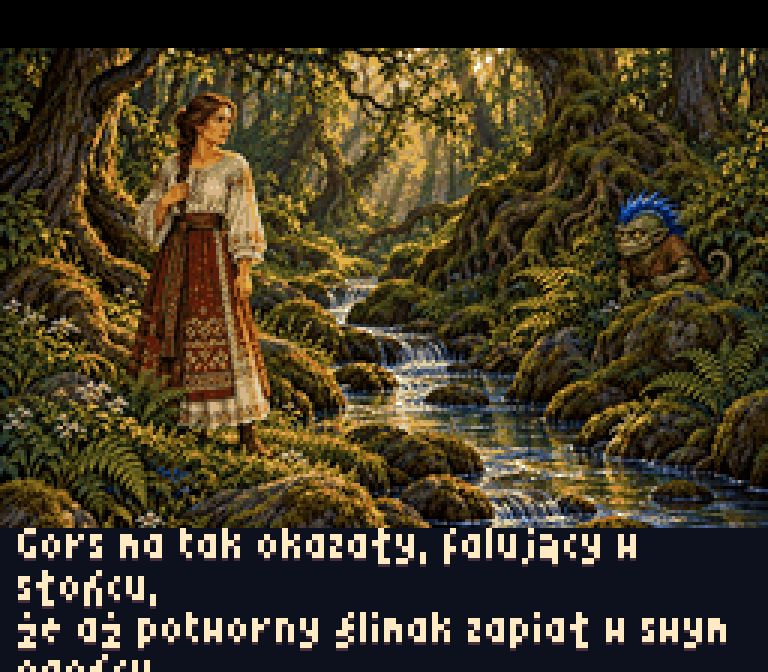 Gors ma tak okazały, falujący w
słońcu,
że aż potworny ślimak zapiał w swym